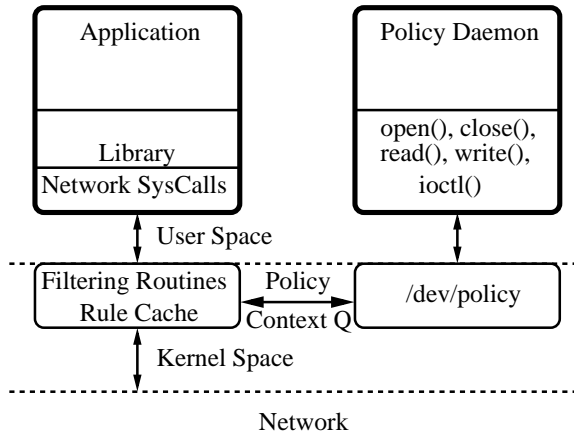 Application
Library
Network SysCalls
Policy Daemon
open(), close(),
read(), write(),
ioctl()
User Space
Filtering Routines
Rule Cache
Policy
Context Q
/dev/policy
Kernel Space
Network